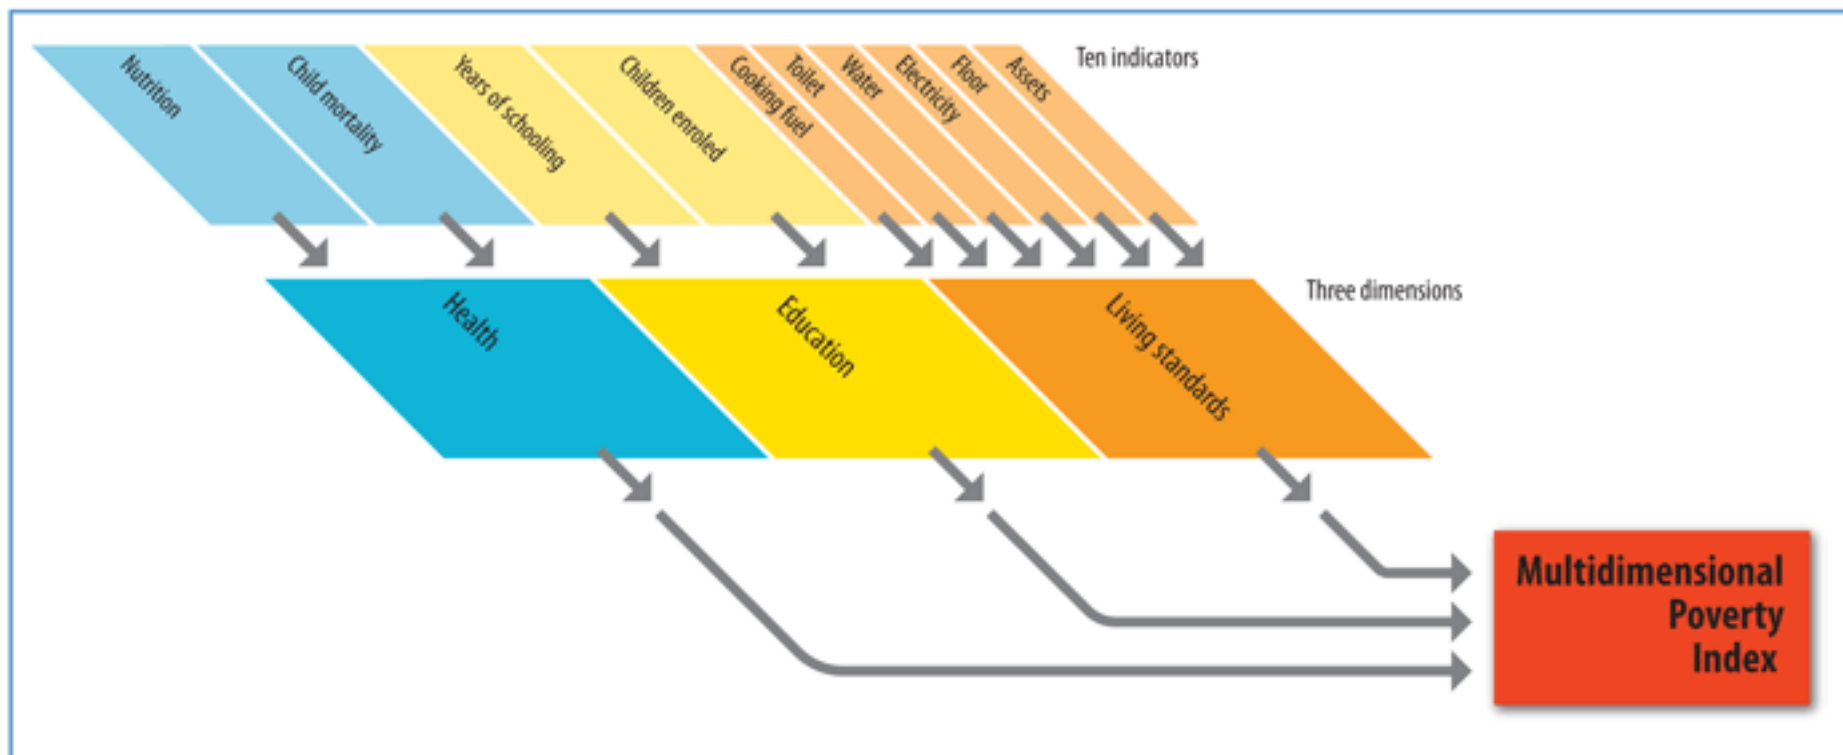 Nutrition
Child mortality
Years of schooling
Children enroled
Cooking fuel
Toilet
Water
Electricity
Floor
Assets
Ten indicators
Health
Education
Living standards
Three dimensions
Multidimensional
Poverty
Index